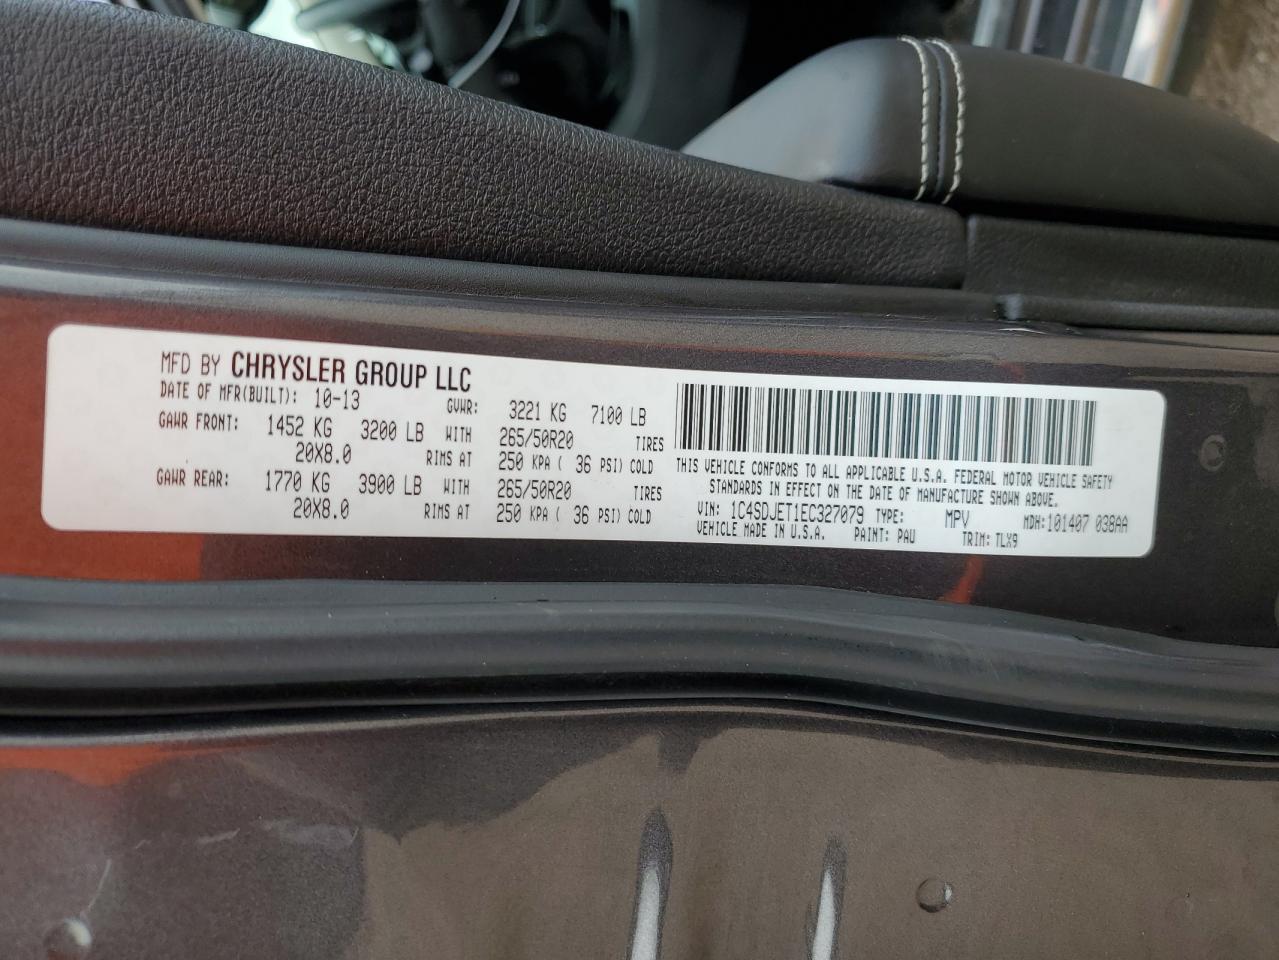 MFD BY CHRYSLER GROUP LLC
DATE OF MFR(BUILT): 10-13 GVWR: 3221 KG 7100 LB
GAWR FRONT: 1452 KG 3200 LB WITH 265/50R20 TIRES
20X8.0 RIMS AT 250 KPA ( 36 PSI) COLD
GAWR REAR: 1770 KG 3900 LB WITH 265/50R20 TIRES
20X8.0 RIMS AT 250 KPA ( 36 PSI) COLD
THIS VEHICLE CONFORMS TO ALL APPLICABLE U.S.A. FEDERAL MOTOR VEHICLE SAFETY
STANDARDS IN EFFECT ON THE DATE OF MANUFACTURE SHOWN ABOVE.
VIN: 1C4SDJET1EC327079 TYPE: MPV MDH:101407 038AA
VEHICLE MADE IN U.S.A. PAINT: PAU TRIM: TLX9